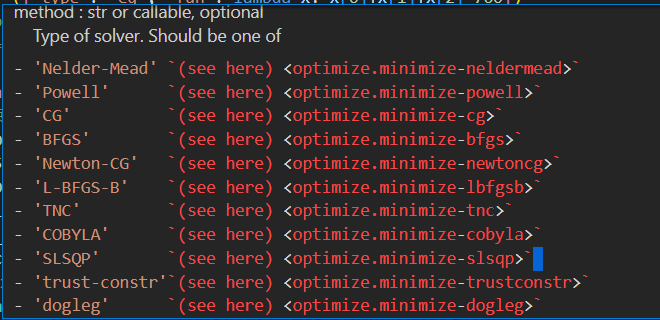 method : str or callable, optional
Type of solver. Should be one of
- 'Nelder-Mead' `(see here) <optimize.minimize-neldermead>`
- 'Powell' `(see here) <optimize.minimize-powell>`
- 'CG' `(see here) <optimize.minimize-cg>`
- 'BFGS' `(see here) <optimize.minimize-bfgs>`
- 'Newton-CG' `(see here) <optimize.minimize-newtoncg>`
- 'L-BFGS-B' `(see here) <optimize.minimize-lbfgsb>`
- 'TNC' `(see here) <optimize.minimize-tnc>`
- 'COBYLA' `(see here) <optimize.minimize-cobyla>`
- 'SLSQP' `(see here) <optimize.minimize-slsqp>`
- 'trust-constr'`(see here) <optimize.minimize-trustconstr>`
- 'dogleg' `(see here) <optimize.minimize-dogleg>`